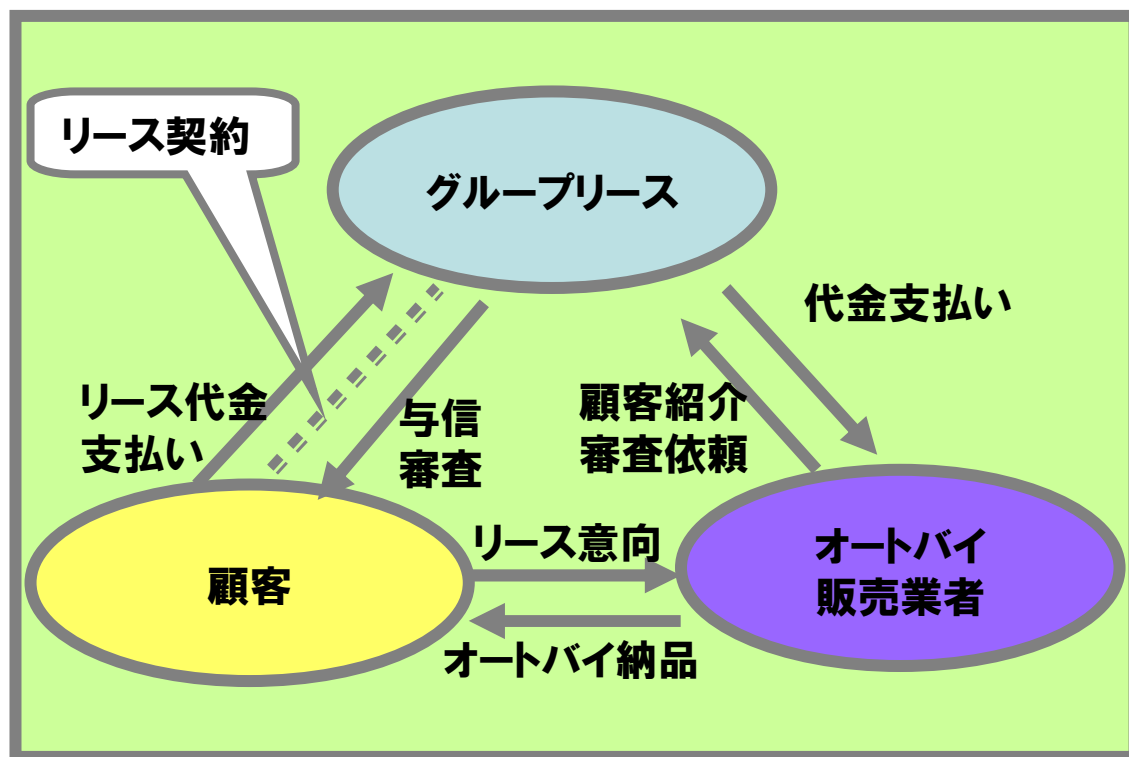 リース契約
グループリース
代金支払い
リース代金
支払い
与信
審査
顧客紹介
審査依頼
リース意向
オートバイ
販売業者
顧客
オートバイ納品